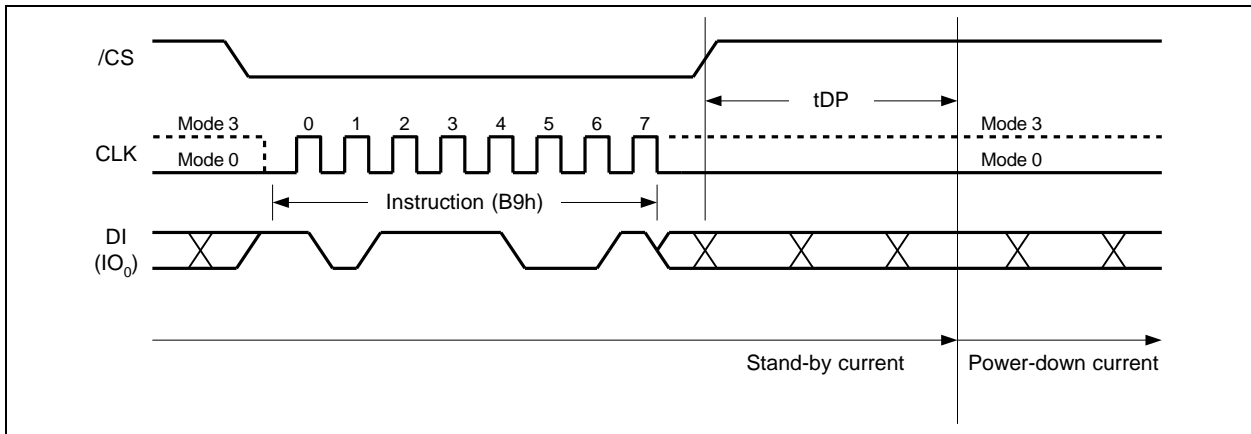 /CS
tDP
Mode 3 0 1 2 3 4 5 6 7 Mode 3
CLK
Mode 0 Mode 0
Instruction (B9h)
DI
(IO0)
Stand-by current Power-down current